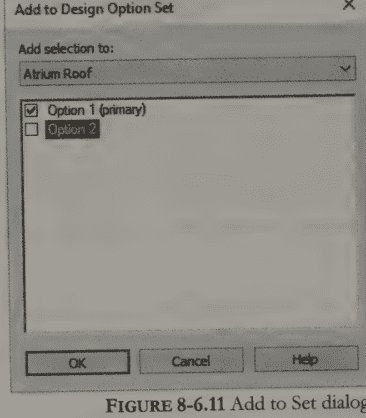 Add to Design Option Set
Add selection to:
Atrium Roof
Option 1 (primary)
Option 2
OK Cancel Help
FIGURE 8-6.11 Add to Set dialog